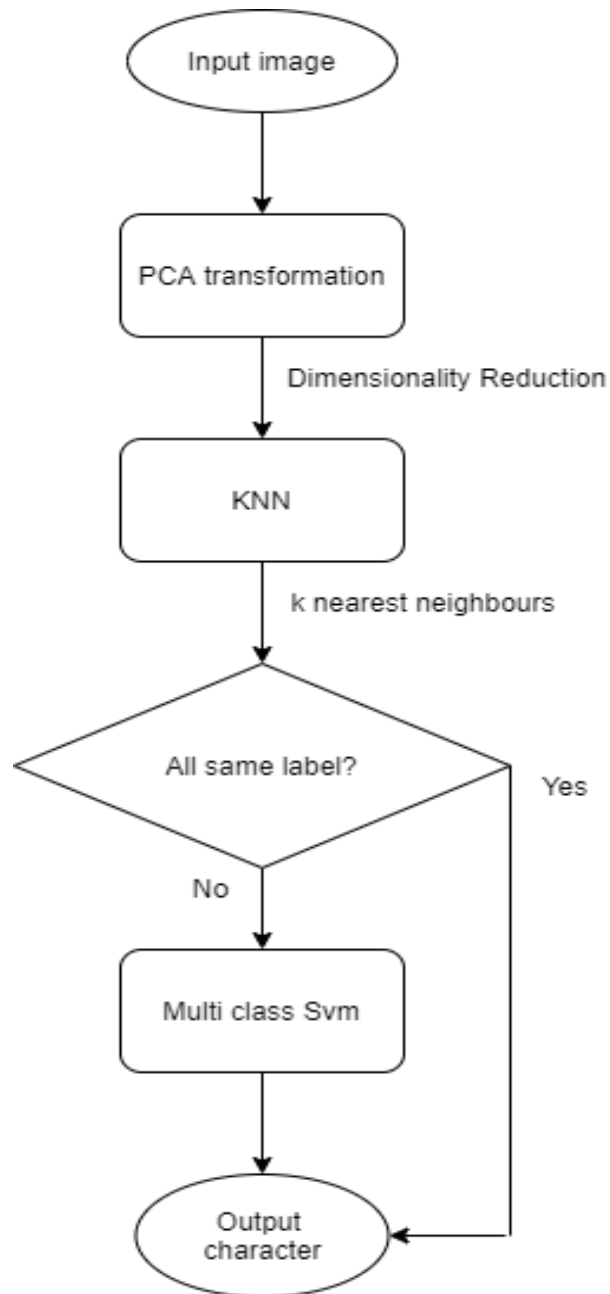 Input image
PCA transformation
Dimensionality Reduction
KNN
k nearest neighbours
All same label?
Yes
No
Multi class Svm
Output
character